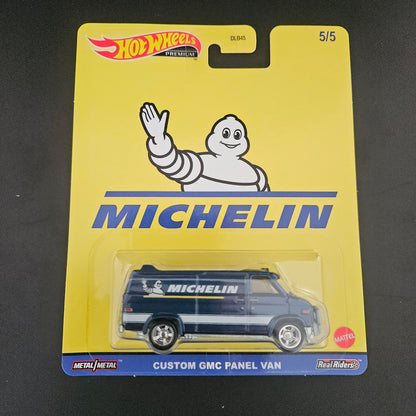 HOT WHEELS
PREMIUM
DLB45
5/5
MICHELIN
MICHELIN
MATTEL
METAL/METAL
CUSTOM GMC PANEL VAN
Real Riders